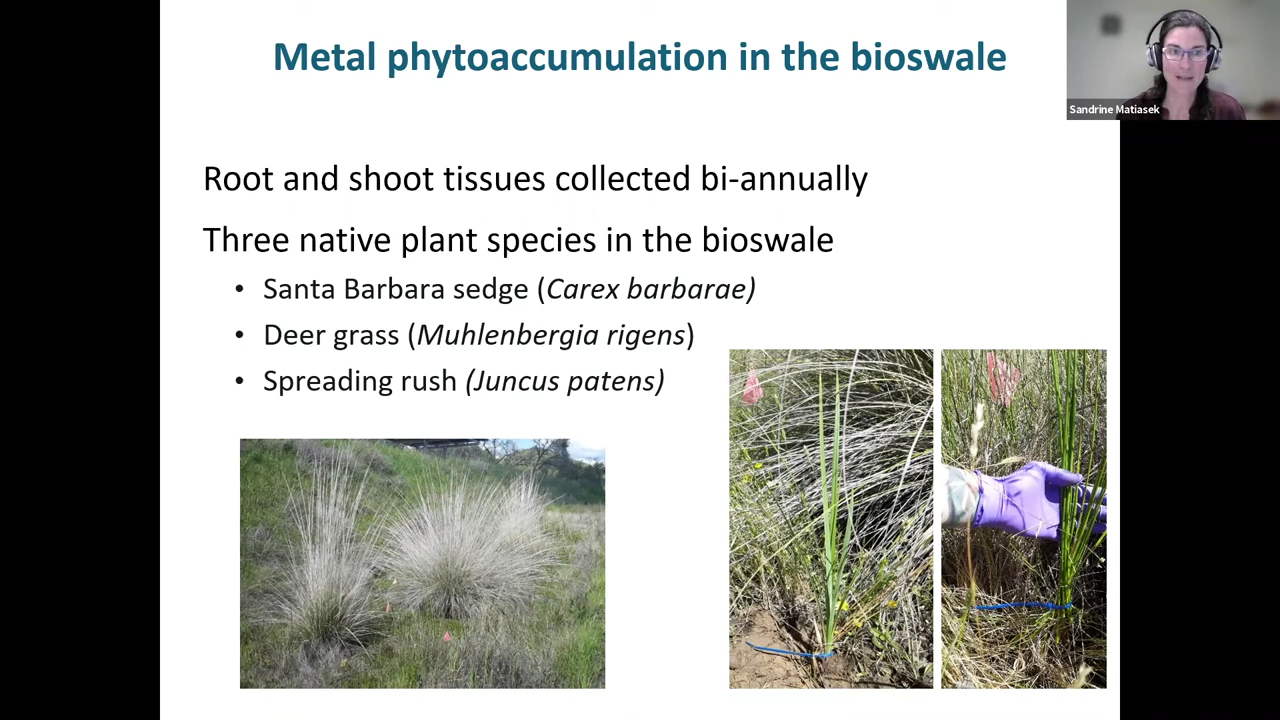 Metal phytoaccumulation in the bioswale
Sandrine Matiasek
Root and shoot tissues collected bi-annually
Three native plant species in the bioswale
• Santa Barbara sedge (Carex barbarae)
• Deer grass (Muhlenbergia rigens)
• Spreading rush (Juncus patens)